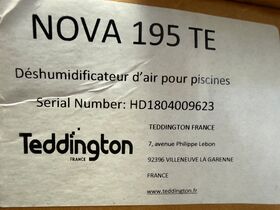 NOVA 195 TE
Déshumidificateur d'air pour piscines
Serial Number: HD1804009623
Teddington
FRANCE
TEDDINGTON FRANCE
7, avenue Philippe Lebon
92396 VILLENEUVE LA GARENNE
FRANCE
www.teddington.fr